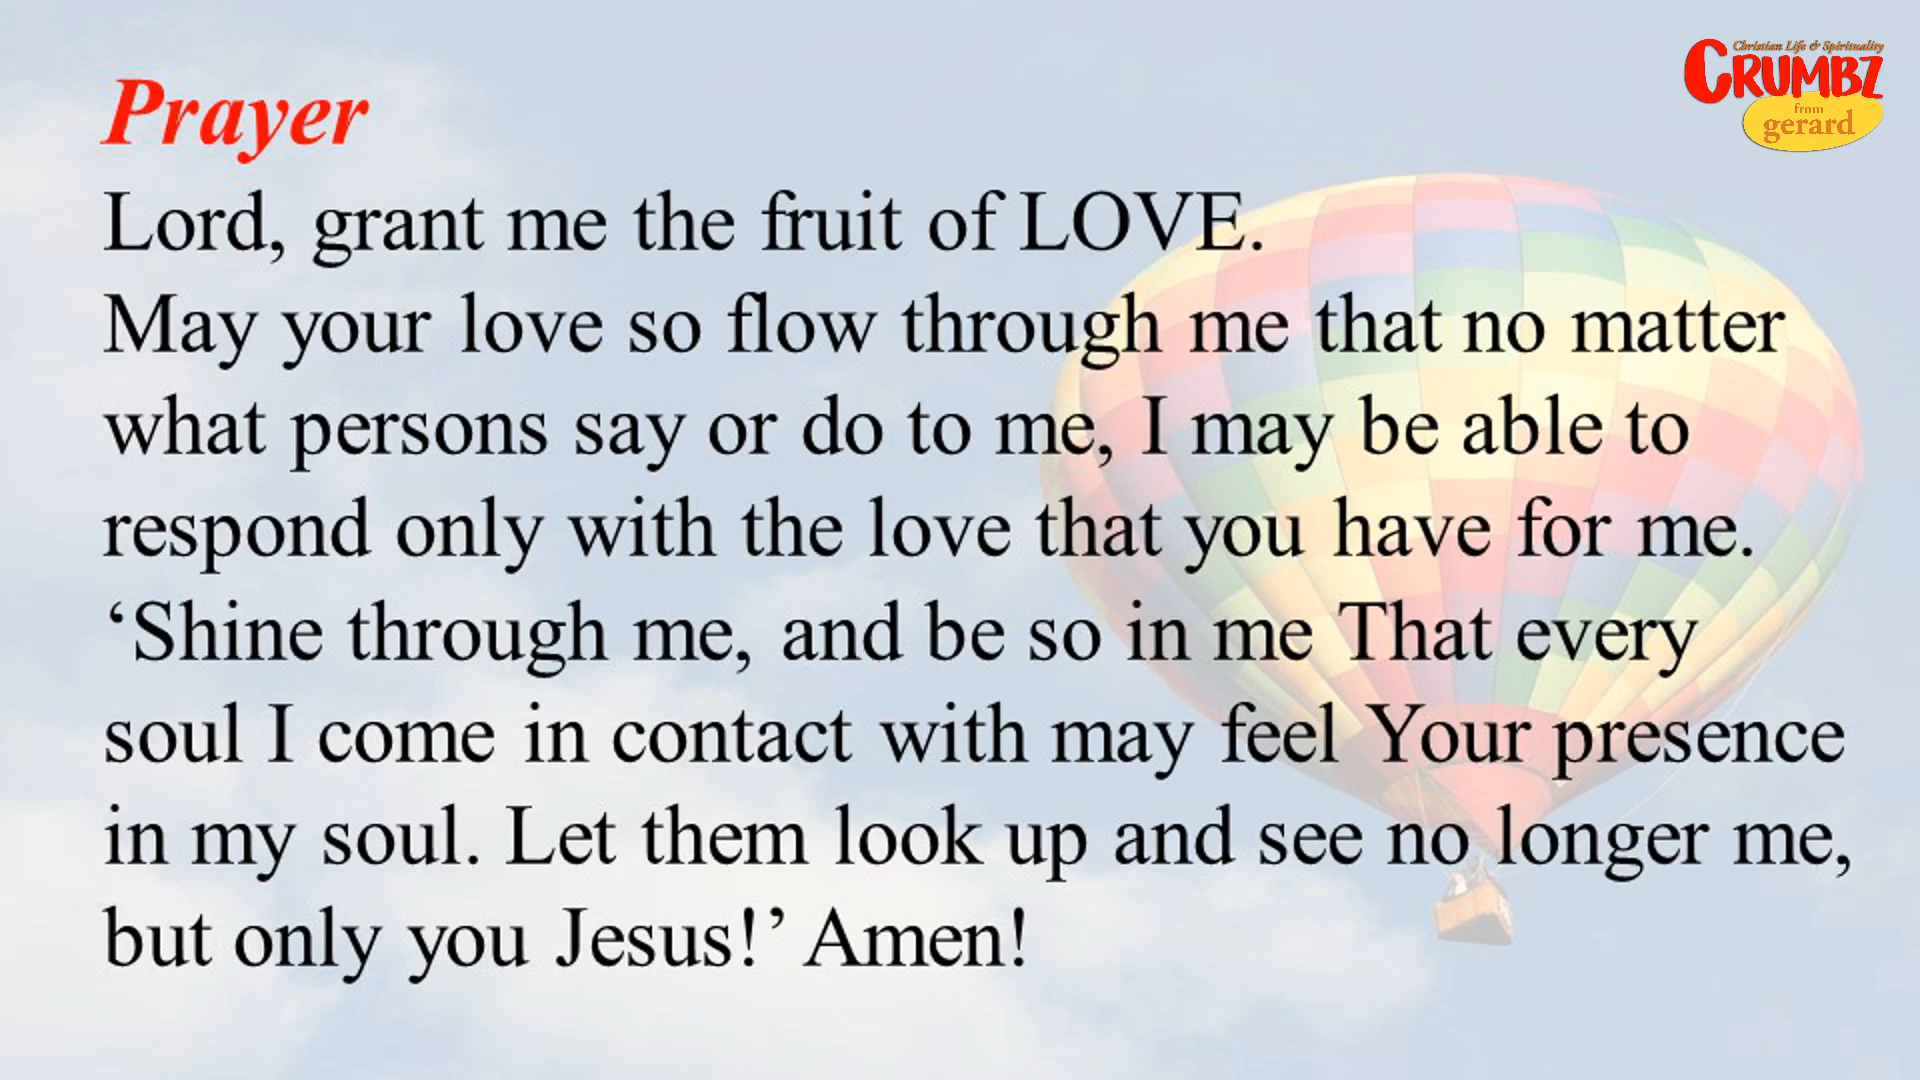 Christian Life & Spirituality
CRUMBZ
from
gerard
Prayer
Lord, grant me the fruit of LOVE.
May your love so flow through me that no matter
what persons say or do to me, I may be able to
respond only with the love that you have for me.
‘Shine through me, and be so in me That every
soul I come in contact with may feel Your presence
in my soul. Let them look up and see no longer me,
but only you Jesus!’ Amen!